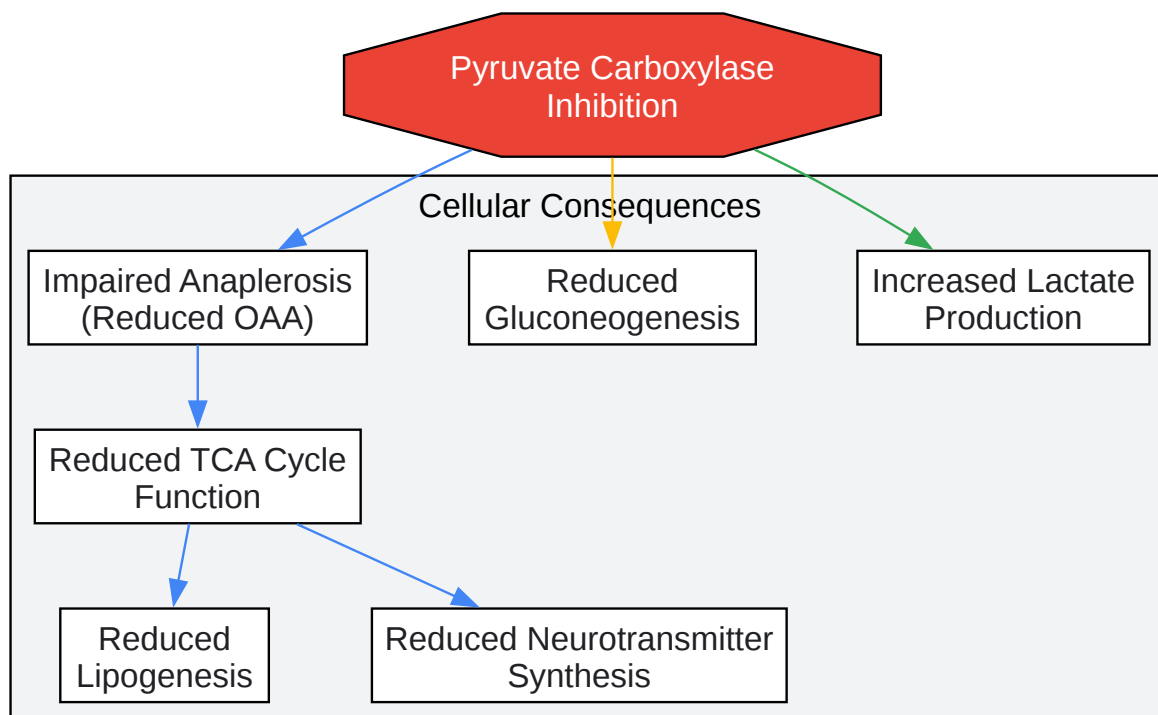 Pyruvate Carboxylase
Inhibition
Cellular Consequences
Impaired Anaplerosis
(Reduced OAA)
Reduced
Gluconeogenesis
Increased Lactate
Production
Reduced TCA Cycle
Function
Reduced
Lipogenesis
Reduced Neurotransmitter
Synthesis